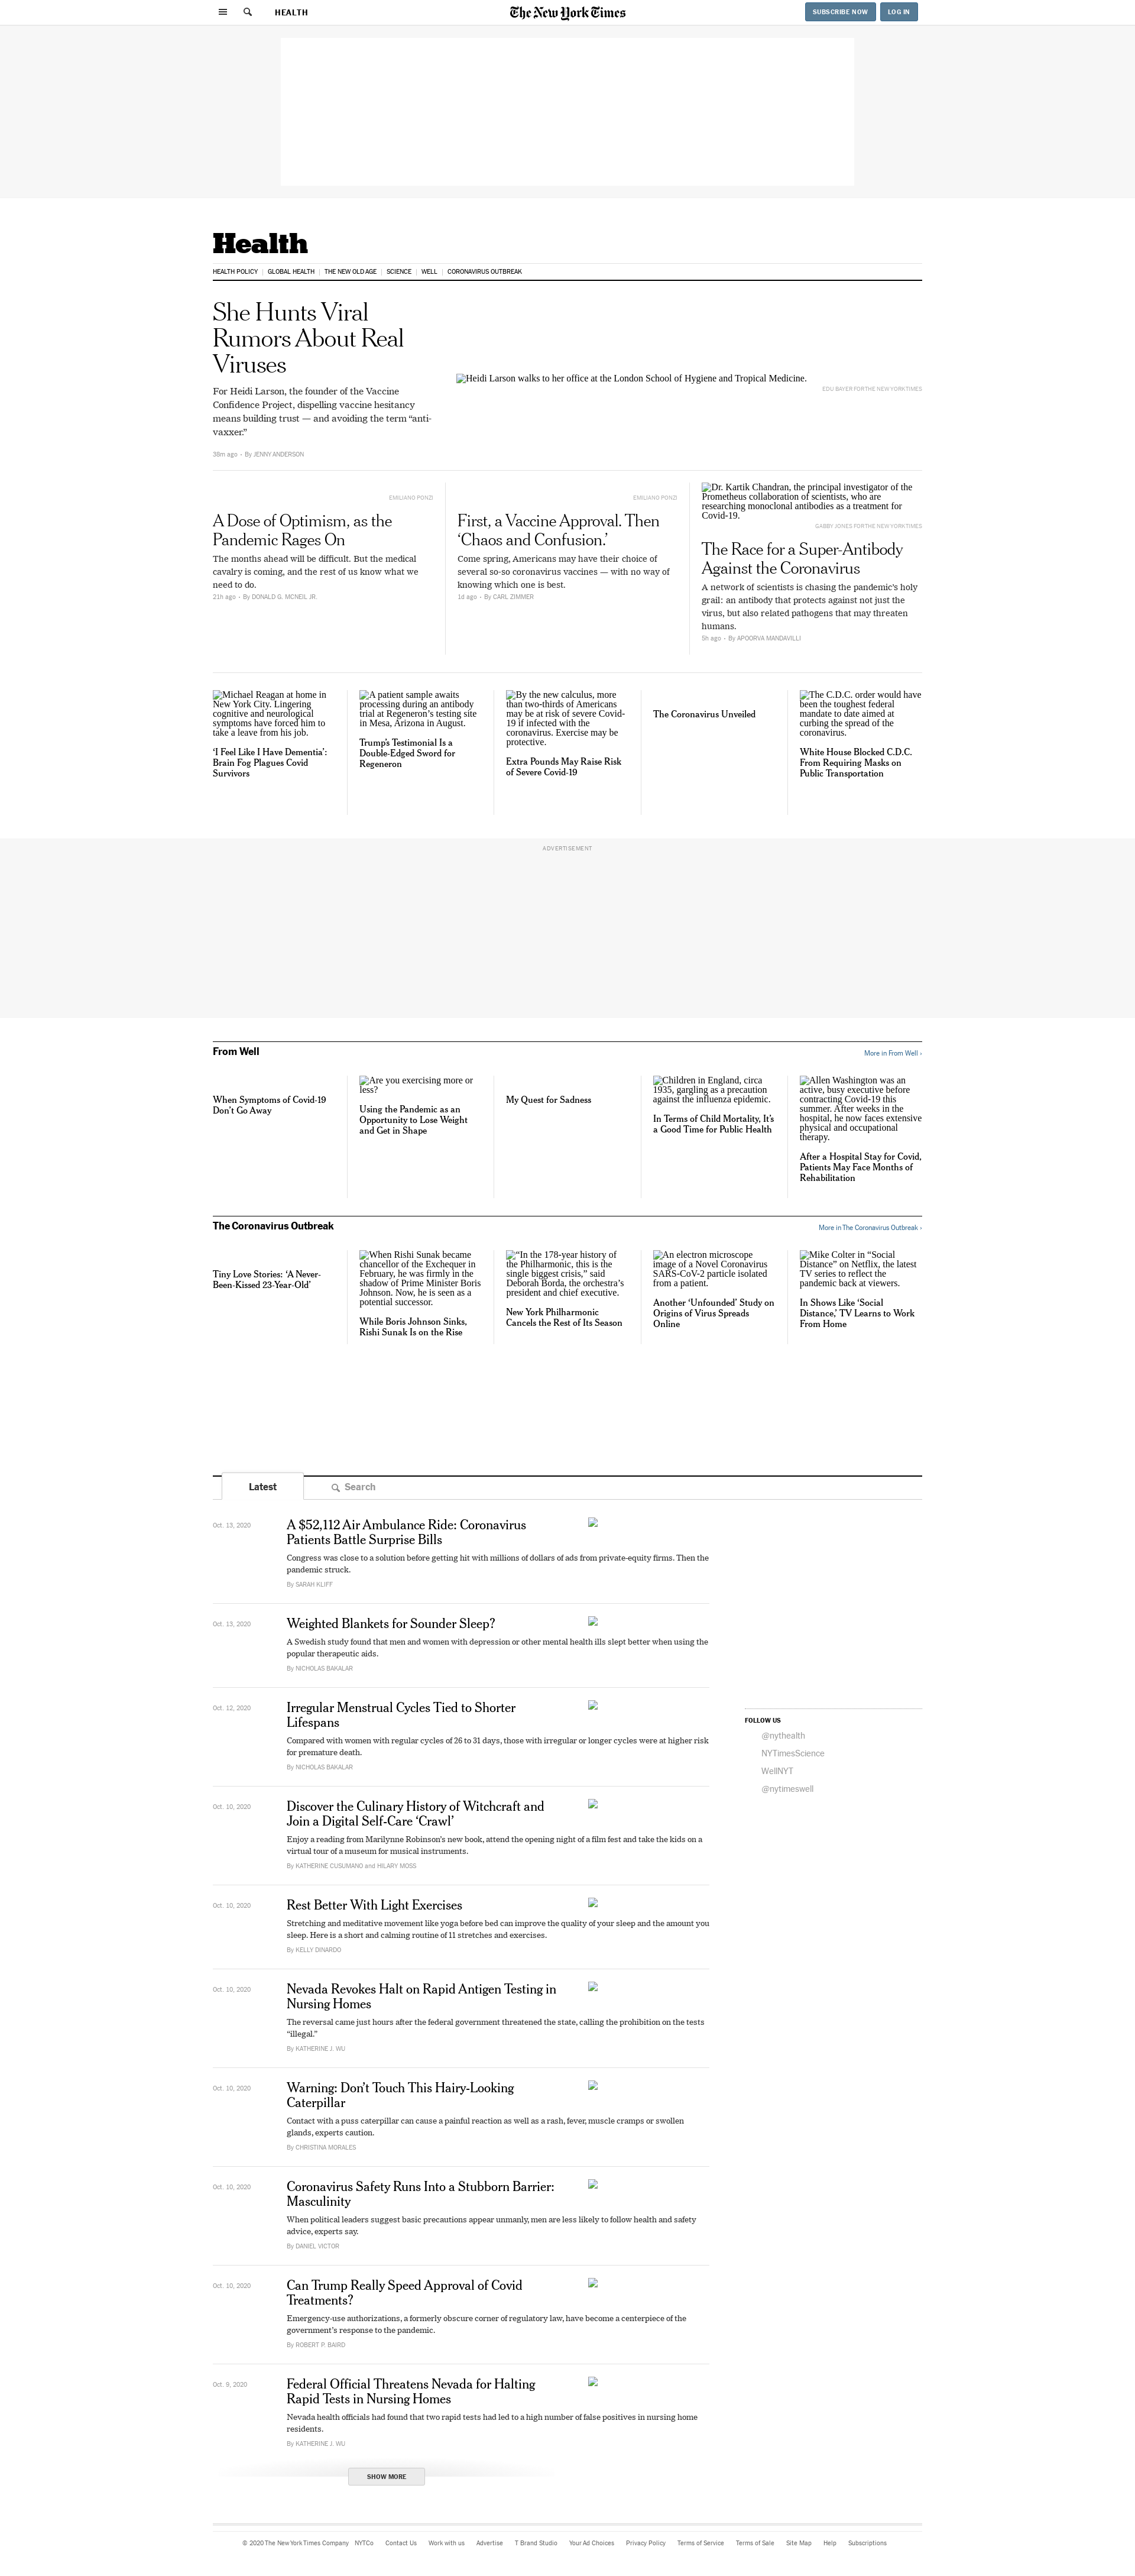 HEALTH
The New York Times
SUBSCRIBE NOW
LOG IN
Health
HEALTH POLICY
GLOBAL HEALTH
THE NEW OLD AGE
SCIENCE
WELL
CORONAVIRUS OUTBREAK
She Hunts Viral
Rumors About Real
Viruses
For Heidi Larson, the founder of the Vaccine
Confidence Project, dispelling vaccine hesitancy
means building trust — and avoiding the term “anti-
vaxxer.”
38m ago • By JENNY ANDERSON
Heidi Larson walks to her office at the London School of Hygiene and Tropical Medicine.
EDU BAYER FOR THE NEW YORK TIMES
EMILIANO PONZI
A Dose of Optimism, as the
Pandemic Rages On
The months ahead will be difficult. But the medical
cavalry is coming, and the rest of us know what we
need to do.
21h ago • By DONALD G. MCNEIL JR.
EMILIANO PONZI
First, a Vaccine Approval. Then
‘Chaos and Confusion.’
Come spring, Americans may have their choice of
several so-so coronavirus vaccines — with no way of
knowing which one is best.
1d ago • By CARL ZIMMER
Dr. Kartik Chandran, the principal investigator of the
Prometheus collaboration of scientists, who are
researching monoclonal antibodies as a treatment for
Covid-19.
GABBY JONES FOR THE NEW YORK TIMES
The Race for a Super-Antibody
Against the Coronavirus
A network of scientists is chasing the pandemic’s holy
grail: an antibody that protects against not just the
virus, but also related pathogens that may threaten
humans.
5h ago • By APOORVA MANDAVILLI
Michael Reagan at home in
New York City. Lingering
cognitive and neurological
symptoms have forced him to
take a leave from his job.
‘I Feel Like I Have Dementia’:
Brain Fog Plagues Covid
Survivors
A patient sample awaits
processing during an antibody
trial at Regeneron’s testing site
in Mesa, Arizona in August.
Trump’s Testimonial Is a
Double-Edged Sword for
Regeneron
By the new calculus, more
than two-thirds of Americans
may be at risk of severe Covid-
19 if infected with the
coronavirus. Exercise may be
protective.
Extra Pounds May Raise Risk
of Severe Covid-19
The Coronavirus Unveiled
The C.D.C. order would have
been the toughest federal
mandate to date aimed at
curbing the spread of the
coronavirus.
White House Blocked C.D.C.
From Requiring Masks on
Public Transportation
ADVERTISEMENT
From Well
More in From Well ›
When Symptoms of Covid-19
Don’t Go Away
Are you exercising more or
less?
Using the Pandemic as an
Opportunity to Lose Weight
and Get in Shape
My Quest for Sadness
Children in England, circa
1935, gargling as a precaution
against the influenza epidemic.
In Terms of Child Mortality, It’s
a Good Time for Public Health
Allen Washington was an
active, busy executive before
contracting Covid-19 this
summer. After weeks in the
hospital, he now faces extensive
physical and occupational
therapy.
After a Hospital Stay for Covid,
Patients May Face Months of
Rehabilitation
The Coronavirus Outbreak
More in The Coronavirus Outbreak ›
Tiny Love Stories: ‘A Never-
Been-Kissed 23-Year-Old’
When Rishi Sunak became
chancellor of the Exchequer in
February, he was firmly in the
shadow of Prime Minister Boris
Johnson. Now, he is seen as a
potential successor.
While Boris Johnson Sinks,
Rishi Sunak Is on the Rise
“In the 178-year history of
the Philharmonic, this is the
single biggest crisis,” said
Deborah Borda, the orchestra’s
president and chief executive.
New York Philharmonic
Cancels the Rest of Its Season
An electron microscope
image of a Novel Coronavirus
SARS-CoV-2 particle isolated
from a patient.
Another ‘Unfounded’ Study on
Origins of Virus Spreads
Online
Mike Colter in “Social
Distance” on Netflix, the latest
TV series to reflect the
pandemic back at viewers.
In Shows Like ‘Social
Distance,’ TV Learns to Work
From Home
Latest
Search
Oct. 13, 2020
A $52,112 Air Ambulance Ride: Coronavirus
Patients Battle Surprise Bills
Congress was close to a solution before getting hit with millions of dollars of ads from private-equity firms. Then the
pandemic struck.
By SARAH KLIFF
Oct. 13, 2020
Weighted Blankets for Sounder Sleep?
A Swedish study found that men and women with depression or other mental health ills slept better when using the
popular therapeutic aids.
By NICHOLAS BAKALAR
Oct. 12, 2020
Irregular Menstrual Cycles Tied to Shorter
Lifespans
Compared with women with regular cycles of 26 to 31 days, those with irregular or longer cycles were at higher risk
for premature death.
By NICHOLAS BAKALAR
Oct. 10, 2020
Discover the Culinary History of Witchcraft and
Join a Digital Self-Care ‘Crawl’
Enjoy a reading from Marilynne Robinson’s new book, attend the opening night of a film fest and take the kids on a
virtual tour of a museum for musical instruments.
By KATHERINE CUSUMANO and HILARY MOSS
Oct. 10, 2020
Rest Better With Light Exercises
Stretching and meditative movement like yoga before bed can improve the quality of your sleep and the amount you
sleep. Here is a short and calming routine of 11 stretches and exercises.
By KELLY DINARDO
Oct. 10, 2020
Nevada Revokes Halt on Rapid Antigen Testing in
Nursing Homes
The reversal came just hours after the federal government threatened the state, calling the prohibition on the tests
“illegal.”
By KATHERINE J. WU
Oct. 10, 2020
Warning: Don’t Touch This Hairy-Looking
Caterpillar
Contact with a puss caterpillar can cause a painful reaction as well as a rash, fever, muscle cramps or swollen
glands, experts caution.
By CHRISTINA MORALES
Oct. 10, 2020
Coronavirus Safety Runs Into a Stubborn Barrier:
Masculinity
When political leaders suggest basic precautions appear unmanly, men are less likely to follow health and safety
advice, experts say.
By DANIEL VICTOR
Oct. 10, 2020
Can Trump Really Speed Approval of Covid
Treatments?
Emergency-use authorizations, a formerly obscure corner of regulatory law, have become a centerpiece of the
government’s response to the pandemic.
By ROBERT P. BAIRD
Oct. 9, 2020
Federal Official Threatens Nevada for Halting
Rapid Tests in Nursing Homes
Nevada health officials had found that two rapid tests had led to a high number of false positives in nursing home
residents.
By KATHERINE J. WU
SHOW MORE
FOLLOW US
@nythealth
NYTimesScience
WellNYT
@nytimeswell
© 2020 The New York Times Company
NYTCo
Contact Us
Work with us
Advertise
T Brand Studio
Your Ad Choices
Privacy Policy
Terms of Service
Terms of Sale
Site Map
Help
Subscriptions